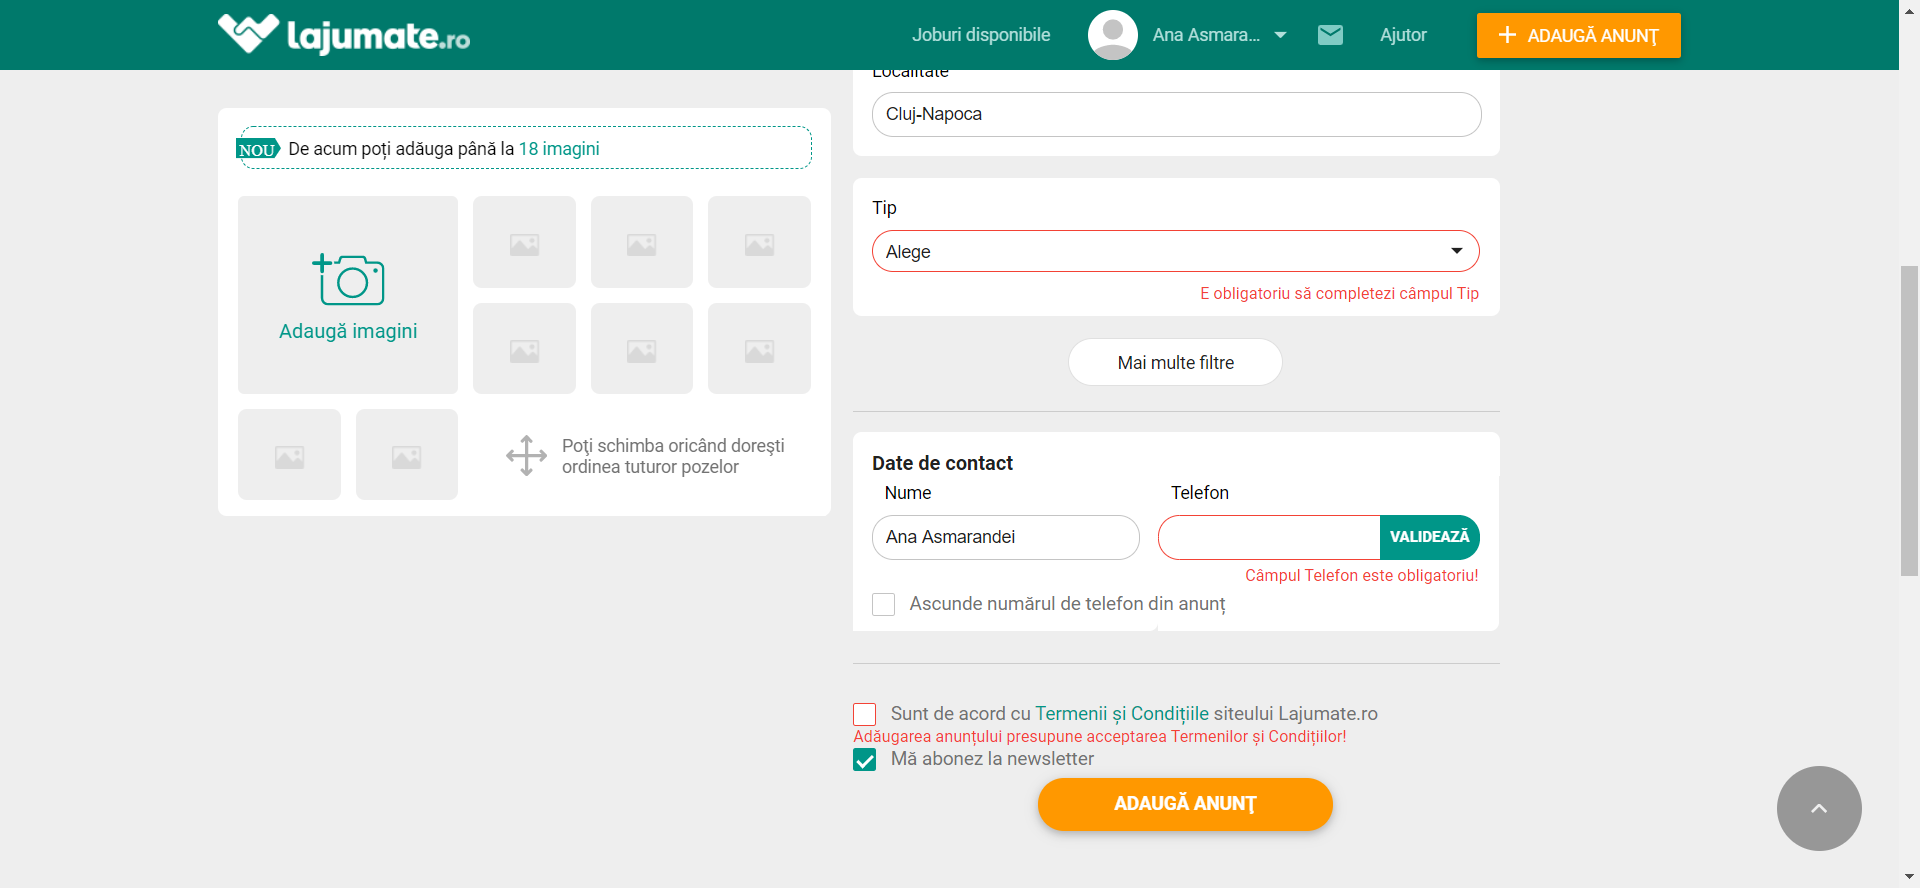 lajumate.ro
Joburi disponibile
Ana Asmara...
Ajutor
ADAUGĂ ANUNŢ
NOU
De acum poți adăuga până la 18 imagini
Adaugă imagini
Poţi schimba oricând doreşti
ordinea tuturor pozelor
Localitate
Cluj-Napoca
Tip
Alege
E obligatoriu să completezi câmpul Tip
Mai multe filtre
Date de contact
Nume
Telefon
Ana Asmarandei
VALIDEAZĂ
Câmpul Telefon este obligatoriu!
Ascunde numărul de telefon din anunț
Sunt de acord cu Termenii și Condițiile siteului Lajumate.ro
Adăugarea anunțului presupune acceptarea Termenilor și Condițiilor!
Mă abonez la newsletter
ADAUGĂ ANUNŢ